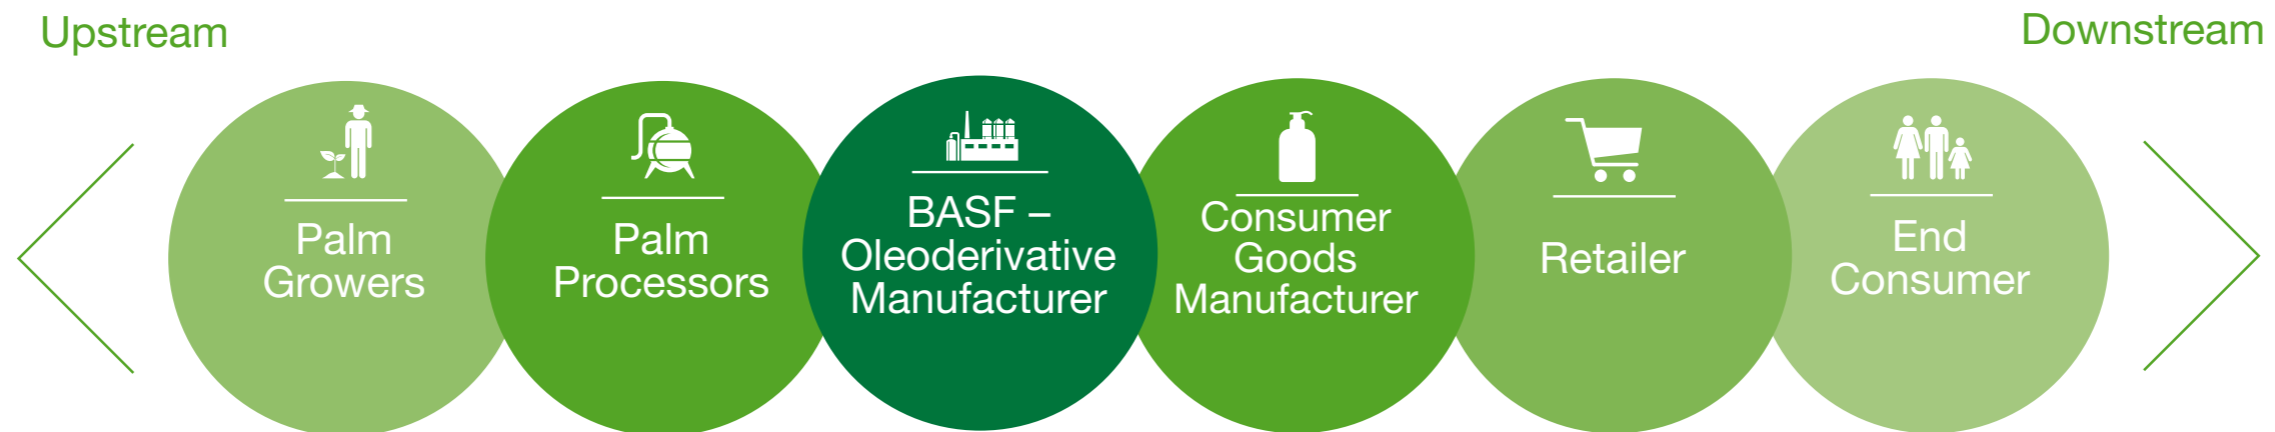 Upstream
Downstream
Palm
Growers
Palm
Processors
BASF –
Oleoderivative
Manufacturer
Consumer
Goods
Manufacturer
Retailer
End
Consumer